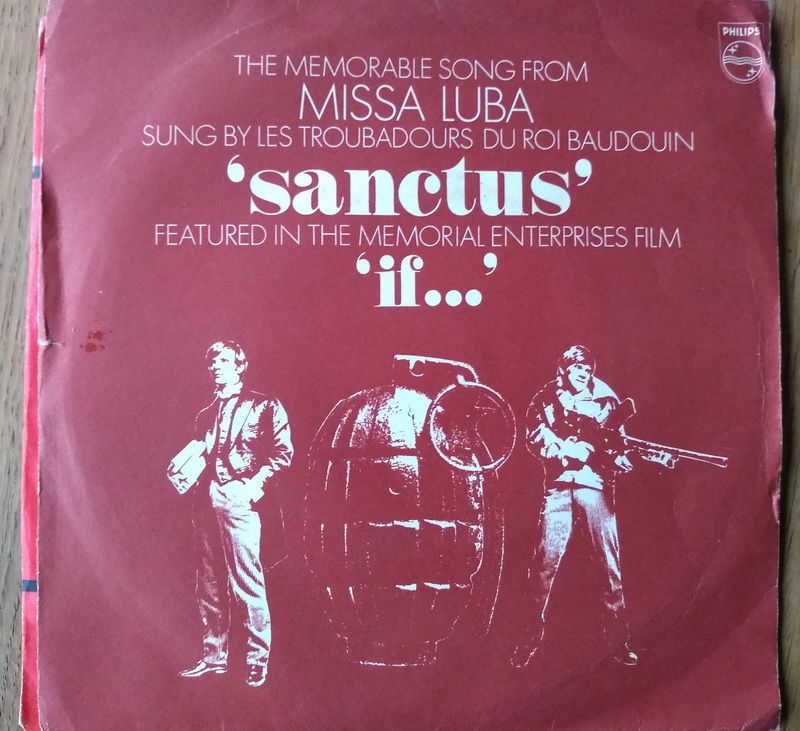 PHILIPS
THE MEMORABLE SONG FROM
MISSA LUBA
SUNG BY LES TROUBADOURS DU ROI BAUDOUIN
‘sanctus’
FEATURED IN THE MEMORIAL ENTERPRISES FILM
‘if...’